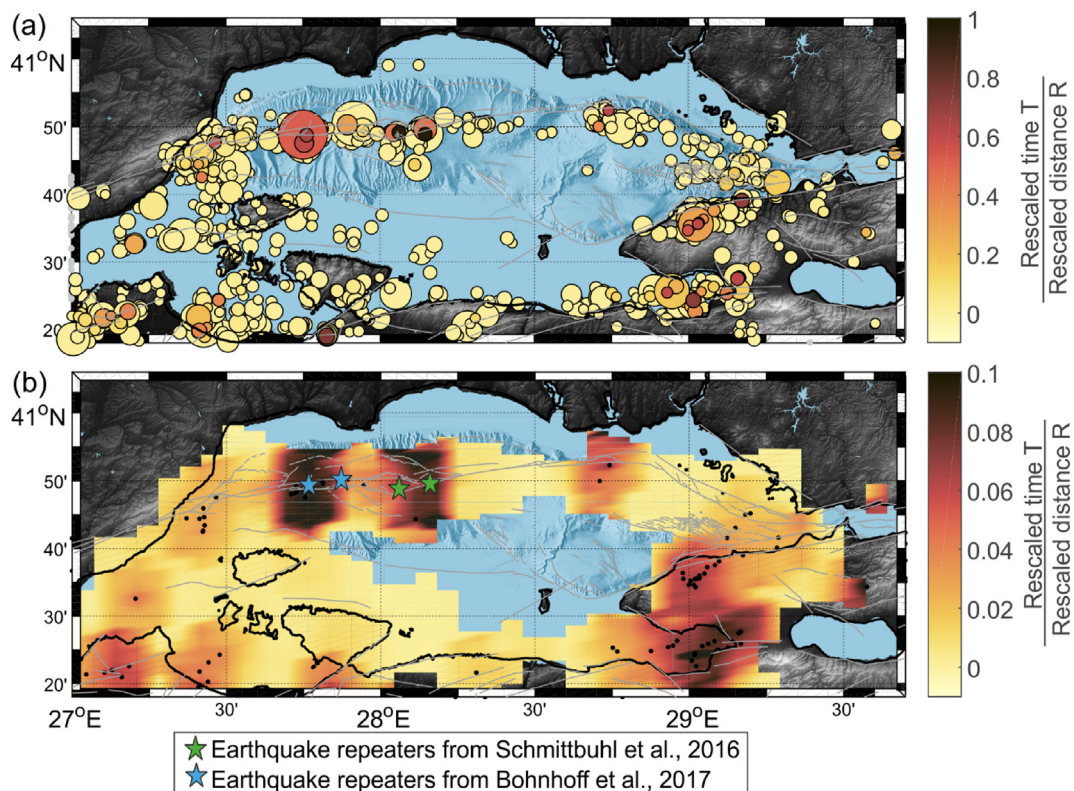 (a)
41°N
50'
40'
30'
20'
1
0.8
0.6
0.4
0.2
0
Rescaled time T
Rescaled distance R
(b)
41°N
50'
40'
30'
20'
27°E
30'
28°E
30'
29°E
30'
0.1
0.08
0.06
0.04
0.02
0
Rescaled time T
Rescaled distance R
Earthquake repeaters from Schmittbuhl et al., 2016
Earthquake repeaters from Bohnhoff et al., 2017